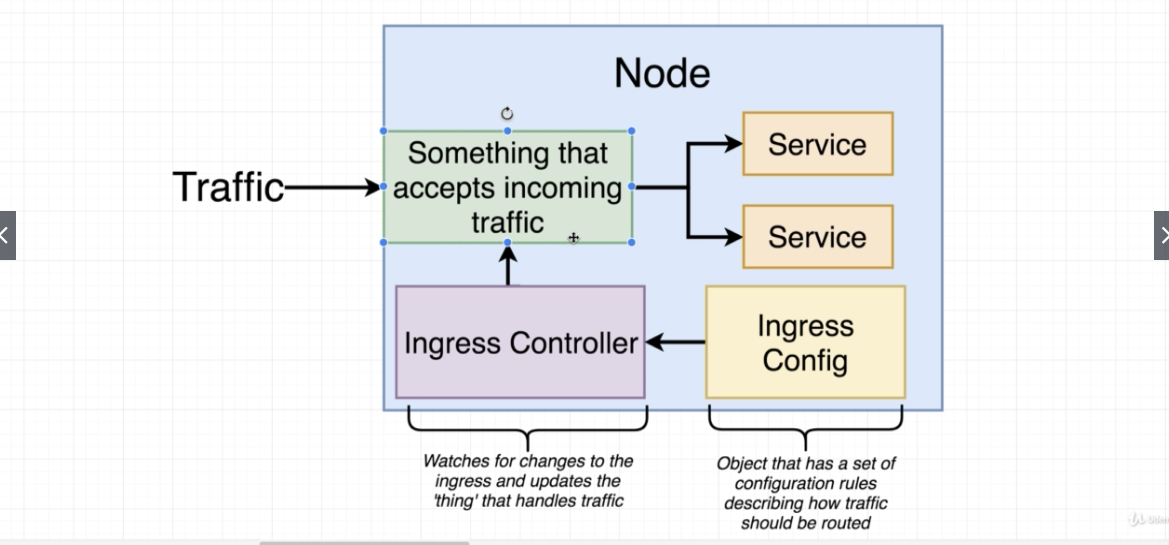 Node
Something that
accepts incoming
traffic
Traffic
Service
Service
Ingress Controller
Ingress
Config
Watches for changes to the
ingress and updates the
'thing' that handles traffic
Object that has a set of
configuration rules
describing how traffic
should be routed